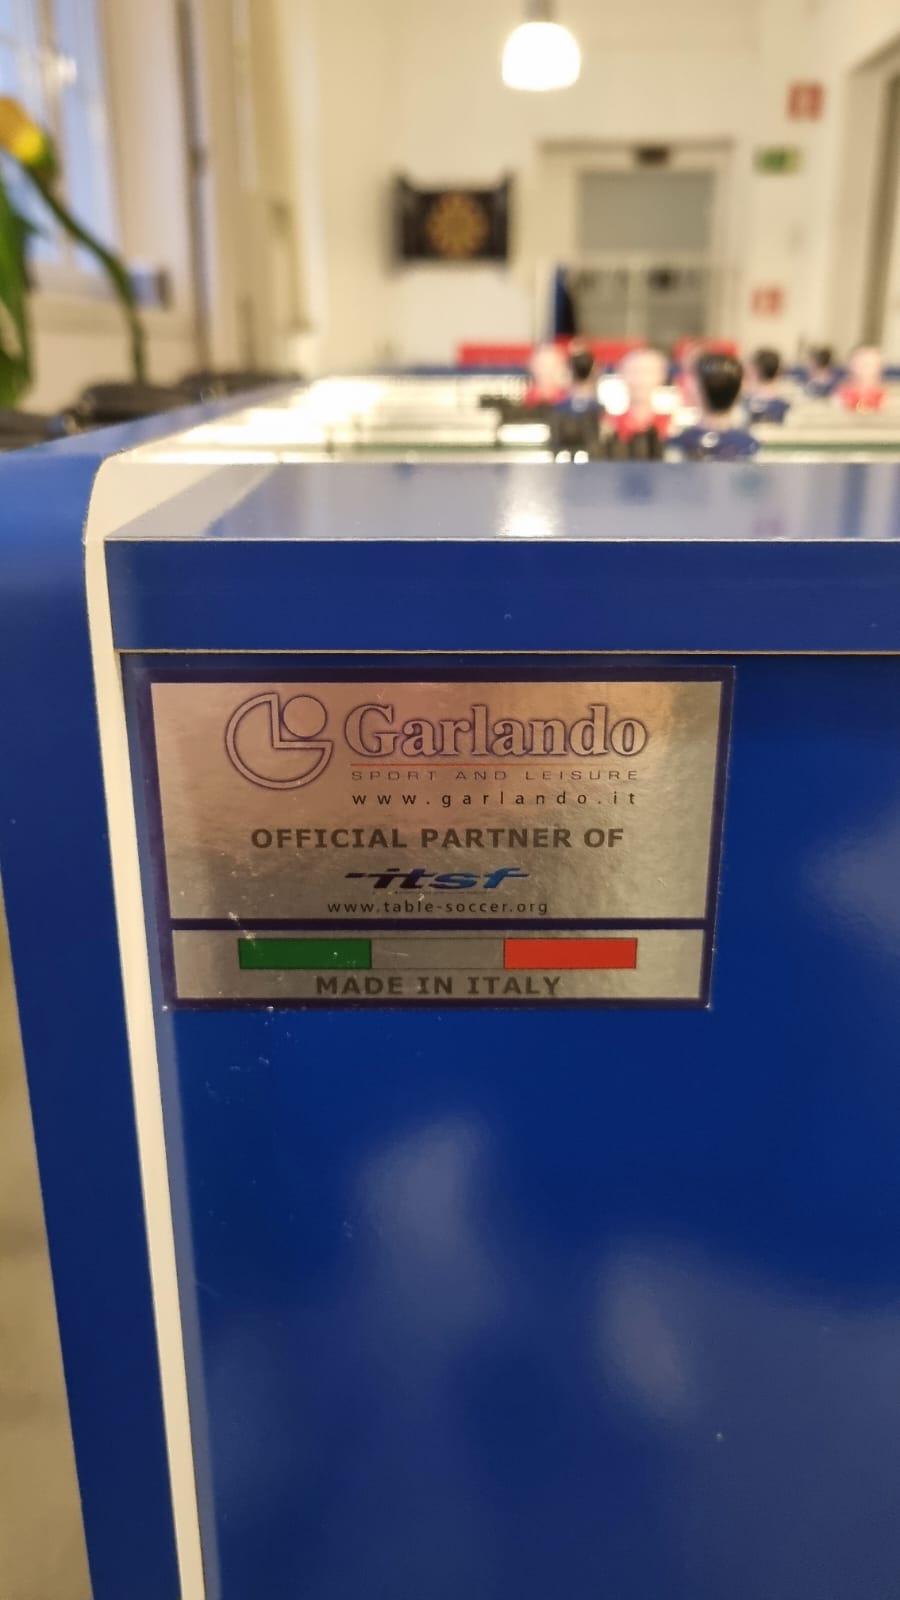 Garlando
SPORT AND LEISURE
www.garlando.it
OFFICIAL PARTNER OF
itsf
www.table-soccer.org
MADE IN ITALY